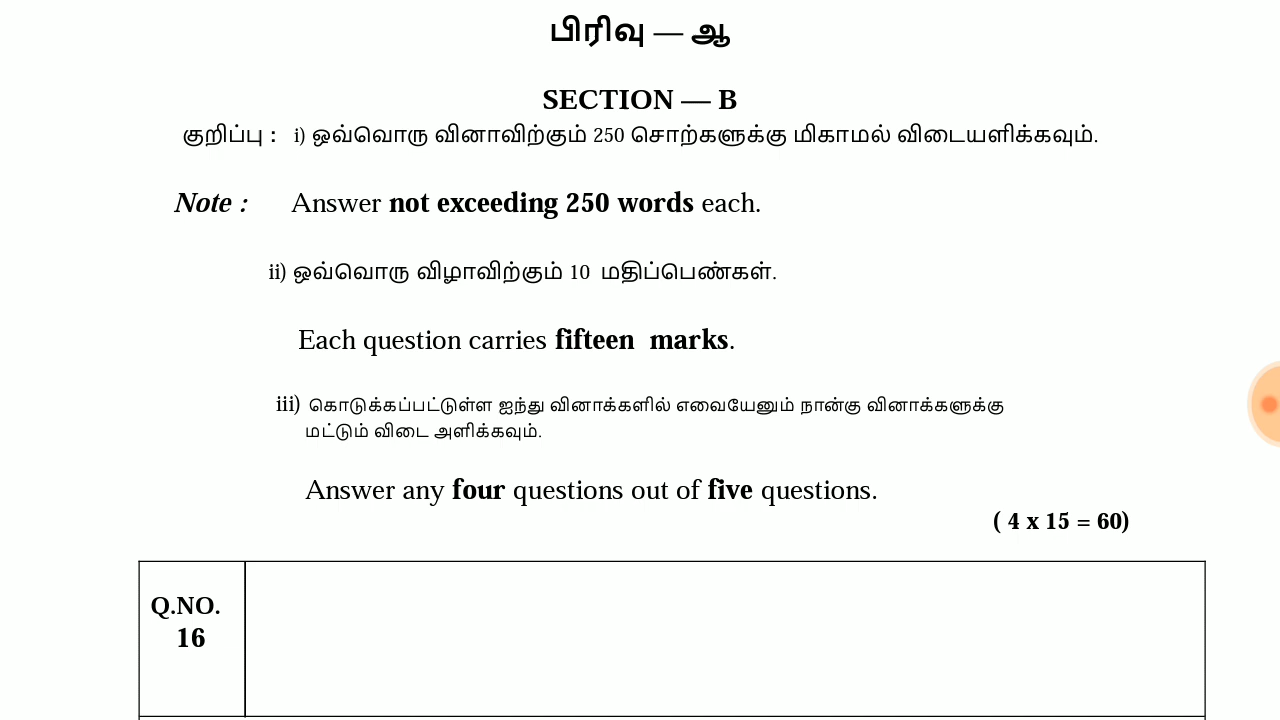 பிரிவு — ஆ
SECTION — B
குறிப்பு : i) ஒவ்வொரு வினாவிற்கும் 250 சொற்களுக்கு மிகாமல் விடையளிக்கவும்.
Note : Answer not exceeding 250 words each.
ii) ஒவ்வொரு விழாவிற்கும் 10 மதிப்பெண்கள்.
Each question carries fifteen marks.
iii) கொடுக்கப்பட்டுள்ள ஐந்து வினாக்களில் எவையேனும் நான்கு வினாக்களுக்கு
மட்டும் விடை அளிக்கவும்.
Answer any four questions out of five questions.
( 4 x 15 = 60)
Q.NO.
16